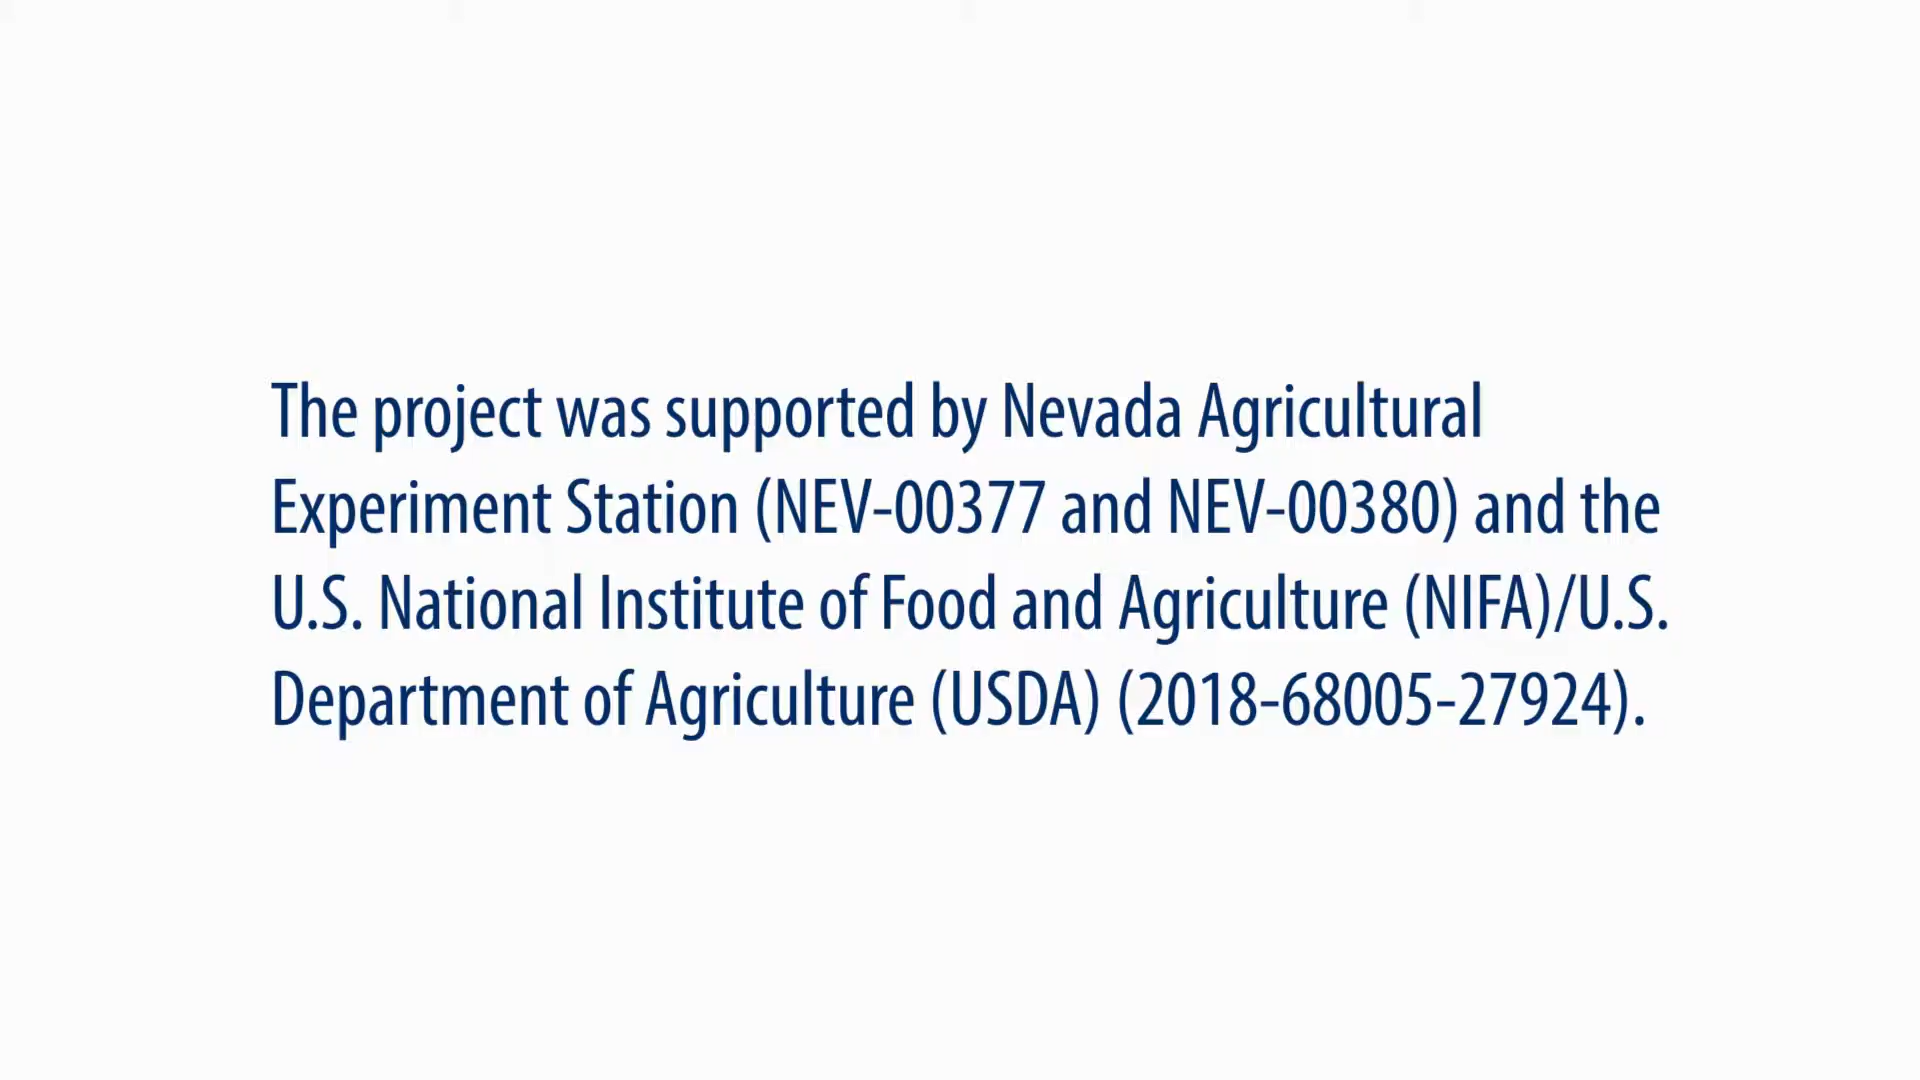 The project was supported by Nevada Agricultural
Experiment Station (NEV-00377 and NEV-00380) and the
U.S. National Institute of Food and Agriculture (NIFA)/U.S.
Department of Agriculture (USDA) (2018-68005-27924).